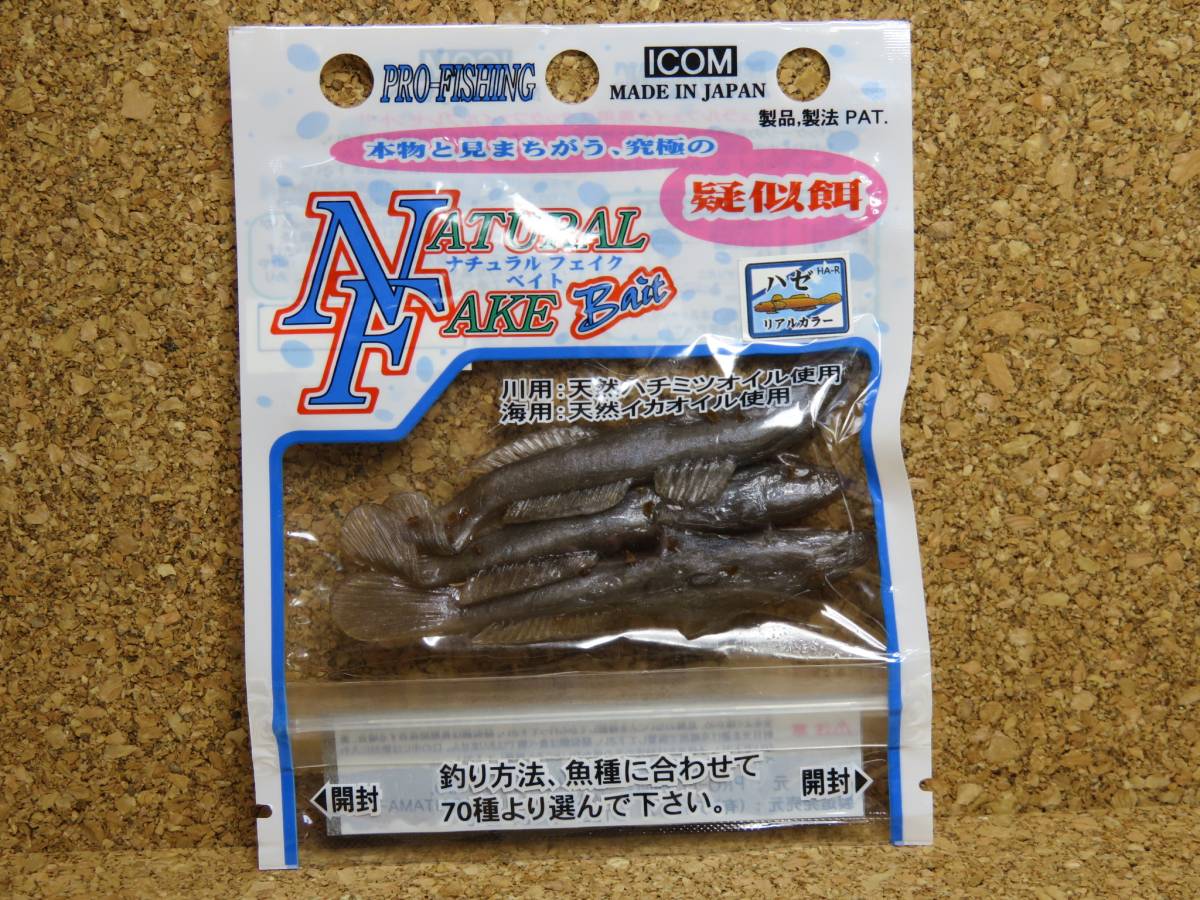 PRO-FISHING
ICOM
MADE IN JAPAN
製品,製法 PAT.
本物と見まちがう、究極の
疑似餌
NATURAL
ナチュラル フェイク
ベイト
FAKE Bait
ハゼ HA-R
リアルカラー
川用:天然ハチミツオイル使用
海用:天然イカオイル使用
釣り方法、魚種に合わせて
70種より選んで下さい。
開封
開封